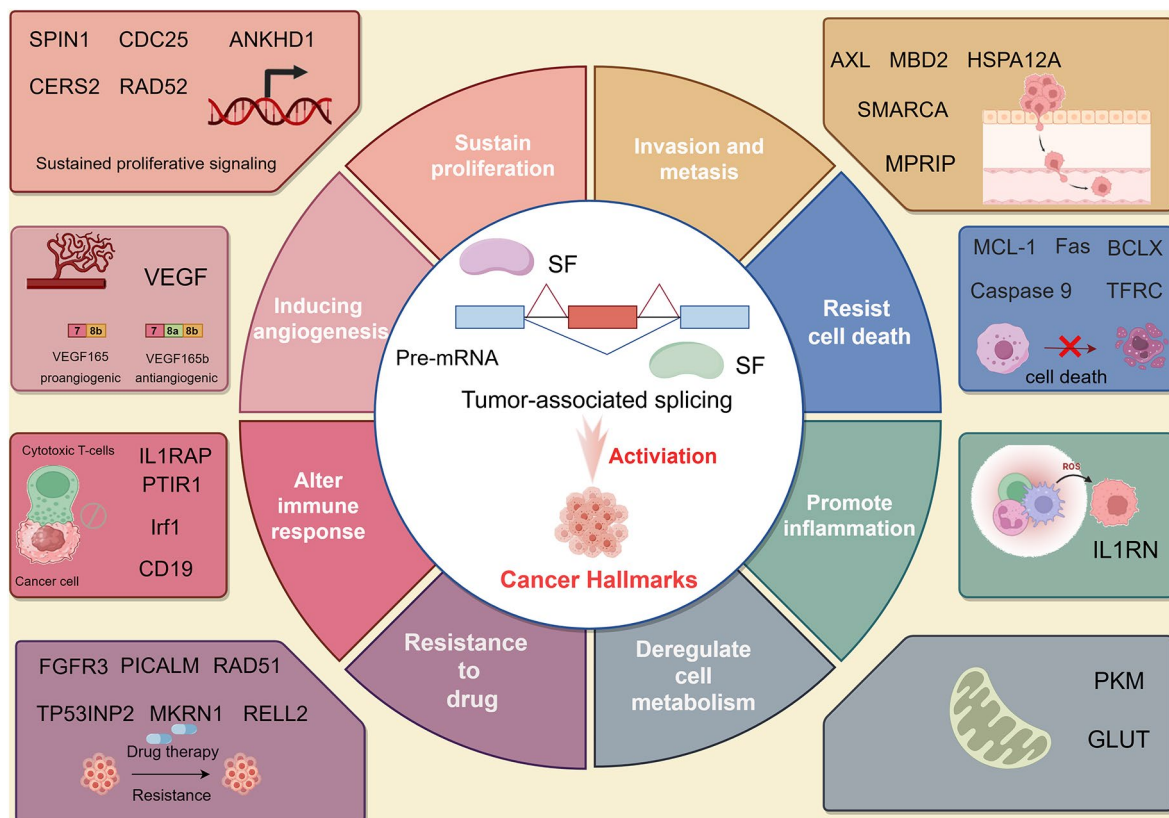 SPIN1 CDC25 ANKHD1
CERS2 RAD52
Sustained proliferative signaling
AXL MBD2 HSPA12A
SMARCA
MPRIP
Sustain
proliferation
Invasion and
metasis
VEGF
7 8b
7 8a 8b
VEGF165
proangiogenic
VEGF165b
antiangiogenic
Inducing
angiogenesis
Resist
cell death
MCL-1 Fas BCLX
Caspase 9 TFRC
cell death
SF
Pre-mRNA
SF
Tumor-associated splicing
Activiation
Cancer Hallmarks
Cytotoxic T-cells
Cancer cell
IL1RAP
PTIR1
Irf1
CD19
Alter
immune
response
Promote
inflammation
ROS
IL1RN
Resistance
to
drug
Deregulate
cell
metabolism
FGFR3 PICALM RAD51
TP53INP2 MKRN1 RELL2
Drug therapy
Resistance
PKM
GLUT